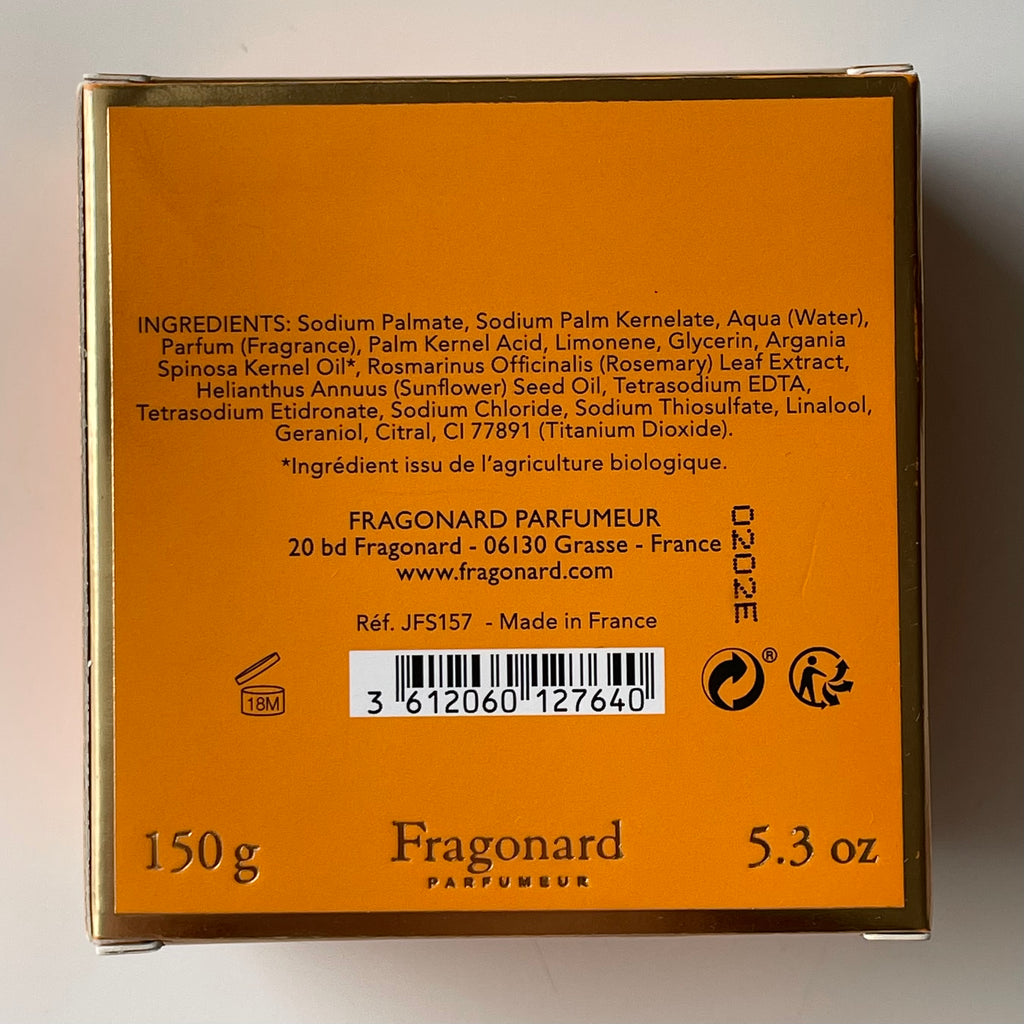 INGREDIENTS: Sodium Palmate, Sodium Palm Kernelate, Aqua (Water),
Parfum (Fragrance), Palm Kernel Acid, Limonene, Glycerin, Argania
Spinosa Kernel Oil*, Rosmarinus Officinalis (Rosemary) Leaf Extract,
Helianthus Annuus (Sunflower) Seed Oil, Tetrasodium EDTA,
Tetrasodium Etidronate, Sodium Chloride, Sodium Thiosulfate, Linalool,
Geraniol, Citral, CI 77891 (Titanium Dioxide).
*Ingrédient issu de l'agriculture biologique.
FRAGONARD PARFUMEUR
20 bd Fragonard - 06130 Grasse - France
www.fragonard.com
0202E
Réf. JFS157 - Made in France
18M
3 612060 127640
®
150 g
Fragonard
PARFUMEUR
5.3 oz